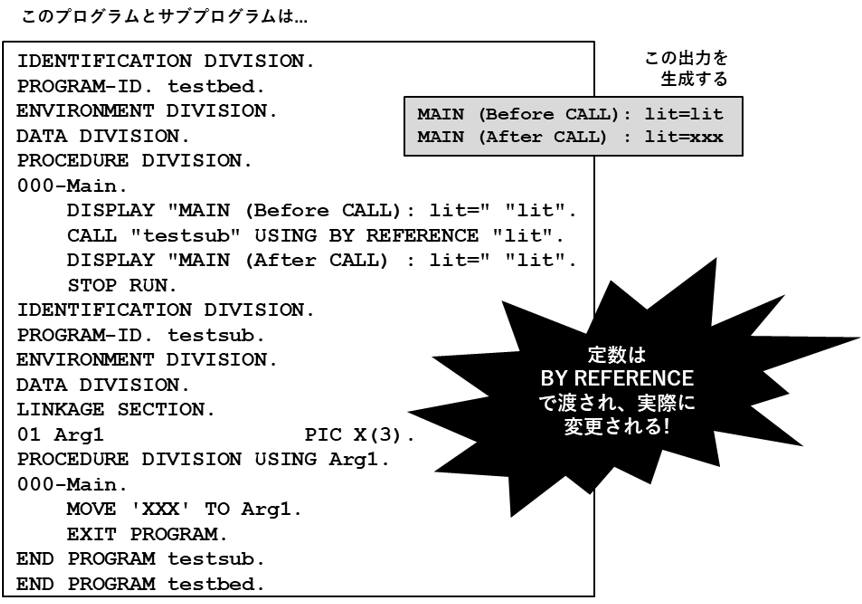 このプログラムとサブプログラムは...
IDENTIFICATION DIVISION.
PROGRAM-ID. testbed.
ENVIRONMENT DIVISION.
DATA DIVISION.
PROCEDURE DIVISION.
000-Main.
    DISPLAY "MAIN (Before CALL): lit=" "lit".
    CALL "testsub" USING BY REFERENCE "lit".
    DISPLAY "MAIN (After CALL) : lit=" "lit".
    STOP RUN.
IDENTIFICATION DIVISION.
PROGRAM-ID. testsub.
ENVIRONMENT DIVISION.
DATA DIVISION.
LINKAGE SECTION.
01 Arg1           PIC X(3).
PROCEDURE DIVISION USING Arg1.
000-Main.
    MOVE 'XXX' TO Arg1.
    EXIT PROGRAM.
END PROGRAM testsub.
END PROGRAM testbed.
この出力を
生成する
MAIN (Before CALL): lit=lit
MAIN (After CALL) : lit=xxx
定数は
BY REFERENCE
で渡され、実際に
変更される!